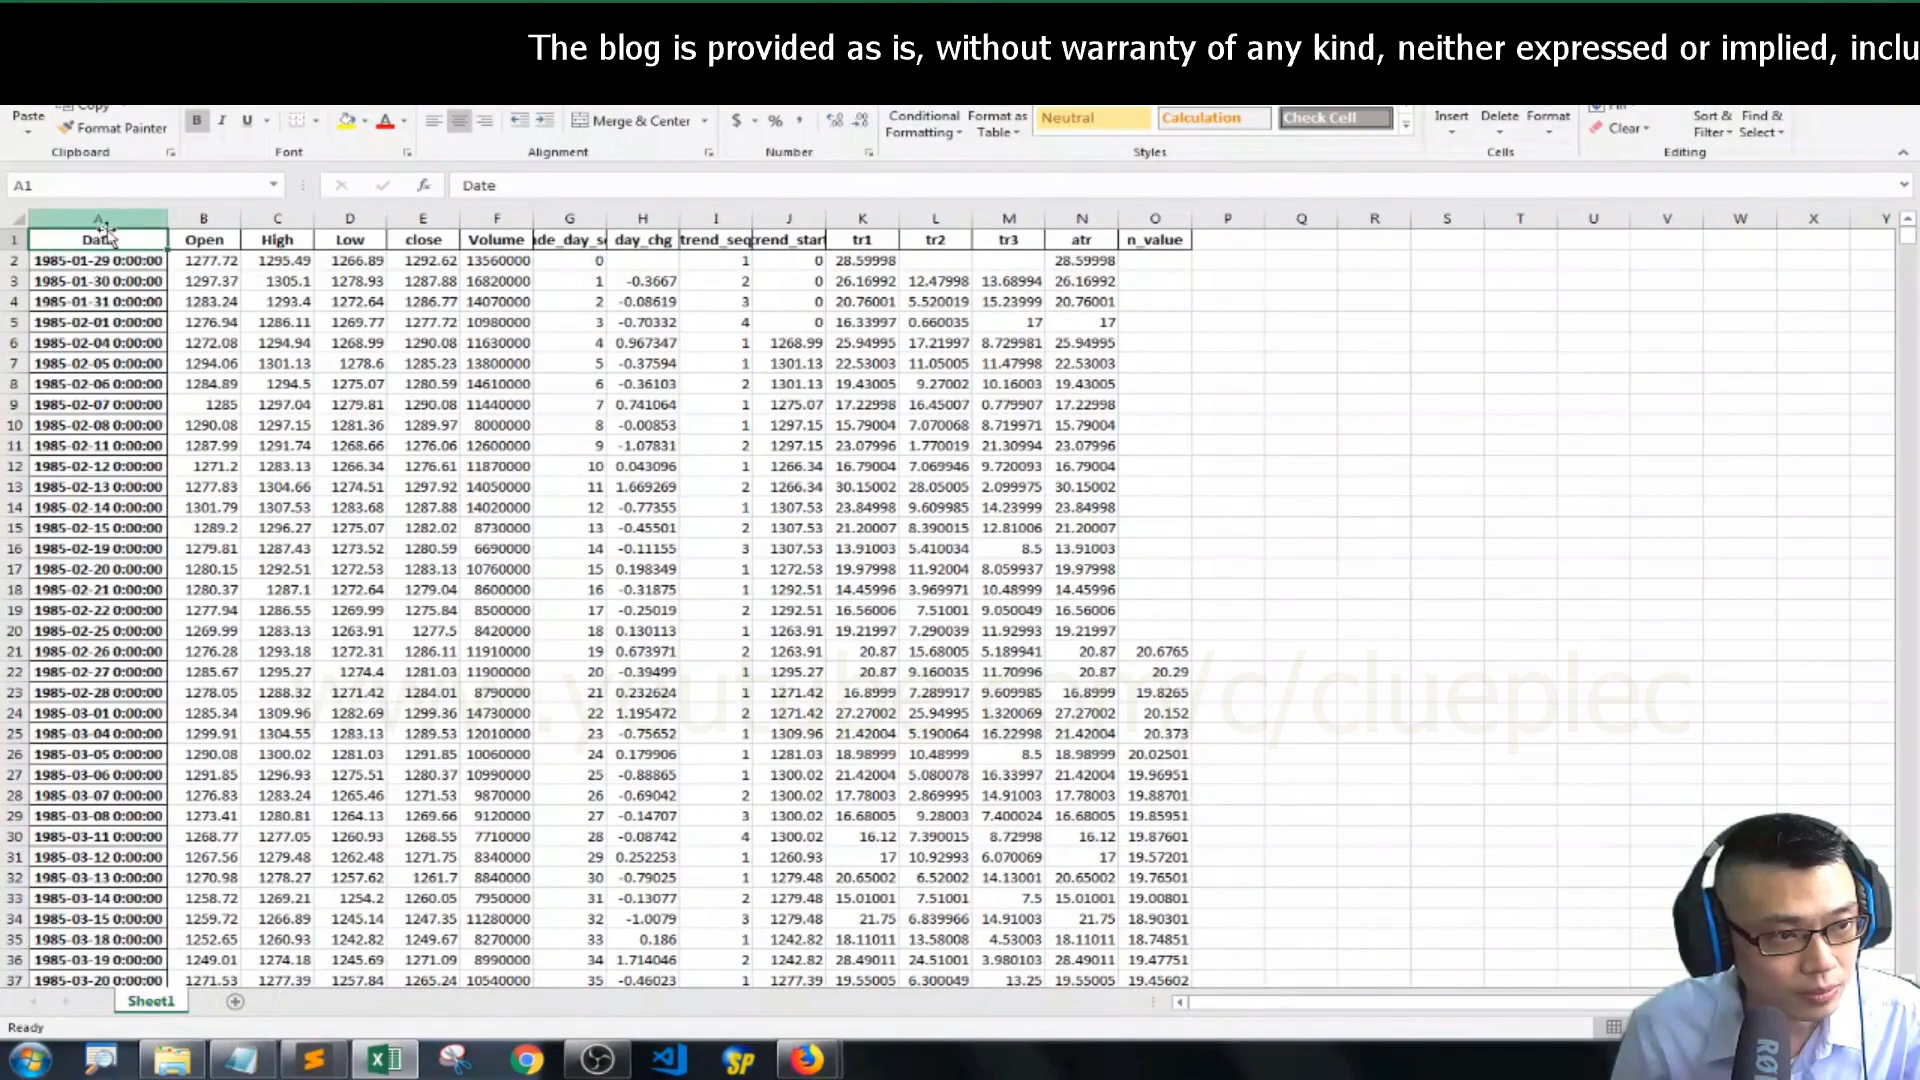 The blog is provided as is, without warranty of any kind, neither expressed or implied, inclu
Paste Copy Format Painter B I U Merge & Center $ % , Conditional Formatting Format as Table Neutral Calculation Check Cell Insert Delete Format Clear Sort & Filter Find & Select
Clipboard Font Alignment Number Styles Cells Editing
A1 fx Date
A B C D E F G H I J K L M N O P Q R S T U V W X Y
1 Date Open High Low close Volume de_day_s day_chg trend_seq rend_start tr1 tr2 tr3 atr n_value
2 1985-01-29 0:00:00 1277.72 1295.49 1266.89 1292.62 13560000 0 1 0 28.59998 28.59998
3 1985-01-30 0:00:00 1297.37 1305.1 1278.93 1287.88 16820000 1 -0.3667 2 0 26.16992 12.47998 13.68994 26.16992
4 1985-01-31 0:00:00 1283.24 1293.4 1272.64 1286.77 14070000 2 -0.08619 3 0 20.76001 5.520019 15.23999 20.76001
5 1985-02-01 0:00:00 1276.94 1286.11 1269.77 1277.72 10980000 3 -0.70332 4 0 16.33997 0.660035 17 17
6 1985-02-04 0:00:00 1272.08 1294.94 1268.99 1290.08 11630000 4 0.967347 1 1268.99 25.94995 17.21997 8.729981 25.94995
7 1985-02-05 0:00:00 1294.06 1301.13 1278.6 1285.23 13800000 5 -0.37594 1 1301.13 22.53003 11.05005 11.47998 22.53003
8 1985-02-06 0:00:00 1284.89 1294.5 1275.07 1280.59 14610000 6 -0.36103 2 1301.13 19.43005 9.27002 10.16003 19.43005
9 1985-02-07 0:00:00 1285 1297.04 1279.81 1290.08 11440000 7 0.741064 1 1275.07 17.22998 16.45007 0.779907 17.22998
10 1985-02-08 0:00:00 1290.08 1297.15 1281.36 1289.97 8000000 8 -0.00853 1 1297.15 15.79004 7.070068 8.719971 15.79004
11 1985-02-11 0:00:00 1287.99 1291.74 1268.66 1276.06 12600000 9 -1.07831 2 1297.15 23.07996 1.770019 21.30994 23.07996
12 1985-02-12 0:00:00 1271.2 1283.13 1266.34 1276.61 11870000 10 0.043096 1 1266.34 16.79004 7.069946 9.720093 16.79004
13 1985-02-13 0:00:00 1277.83 1304.66 1274.51 1297.92 14050000 11 1.669269 2 1266.34 30.15002 28.05005 2.099975 30.15002
14 1985-02-14 0:00:00 1301.79 1307.53 1283.68 1287.88 14020000 12 -0.77355 1 1307.53 23.84998 9.609985 14.23999 23.84998
15 1985-02-15 0:00:00 1289.2 1296.27 1275.07 1282.02 8730000 13 -0.45501 2 1307.53 21.20007 8.390015 12.81006 21.20007
16 1985-02-19 0:00:00 1279.81 1287.43 1273.52 1280.59 6690000 14 -0.11155 3 1307.53 13.91003 5.410034 8.5 13.91003
17 1985-02-20 0:00:00 1280.15 1292.51 1272.53 1283.13 10760000 15 0.198349 1 1272.53 19.97998 11.92004 8.059937 19.97998
18 1985-02-21 0:00:00 1280.37 1287.1 1272.64 1279.04 8600000 16 -0.31875 1 1292.51 14.45996 3.969971 10.48999 14.45996
19 1985-02-22 0:00:00 1277.94 1286.55 1269.99 1275.84 8500000 17 -0.25019 2 1292.51 16.56006 7.51001 9.050049 16.56006
20 1985-02-25 0:00:00 1269.99 1283.13 1263.91 1277.5 8420000 18 0.130113 1 1263.91 19.21997 7.290039 11.92993 19.21997
21 1985-02-26 0:00:00 1276.28 1293.18 1272.31 1286.11 11910000 19 0.673971 2 1263.91 20.87 15.68005 5.189941 20.87 20.6765
22 1985-02-27 0:00:00 1285.67 1295.27 1274.4 1281.03 11900000 20 -0.39499 1 1295.27 20.87 9.160035 11.70996 20.87 20.29
23 1985-02-28 0:00:00 1278.05 1288.32 1271.42 1284.01 8790000 21 0.232624 1 1271.42 16.8999 7.289917 9.609985 16.8999 19.8265
24 1985-03-01 0:00:00 1285.34 1309.96 1282.69 1299.36 14730000 22 1.195472 2 1271.42 27.27002 25.94995 1.320069 27.27002 20.152
www.youtube.com/c/clueplec
25 1985-03-04 0:00:00 1299.91 1304.55 1283.13 1289.53 12010000 23 -0.75652 1 1309.96 21.42004 5.190064 16.22998 21.42004 20.373
26 1985-03-05 0:00:00 1290.08 1300.02 1281.03 1291.85 10060000 24 0.179906 1 1281.03 18.98999 10.48999 8.5 18.98999 20.02501
27 1985-03-06 0:00:00 1291.85 1296.93 1275.51 1280.37 10990000 25 -0.88865 1 1300.02 21.42004 5.080078 16.33997 21.42004 19.96951
28 1985-03-07 0:00:00 1276.83 1283.24 1265.46 1271.53 9870000 26 -0.69042 2 1300.02 17.78003 2.869995 14.91003 17.78003 19.88701
29 1985-03-08 0:00:00 1273.41 1280.81 1264.13 1269.66 9120000 27 -0.14707 3 1300.02 16.68005 9.28003 7.400024 16.68005 19.85951
30 1985-03-11 0:00:00 1268.77 1277.05 1260.93 1268.55 7710000 28 -0.08742 4 1300.02 16.12 7.390015 8.72998 16.12 19.87601
31 1985-03-12 0:00:00 1267.56 1279.48 1262.48 1271.75 8340000 29 0.252253 1 1260.93 17 10.92993 6.070069 17 19.57201
32 1985-03-13 0:00:00 1270.98 1278.27 1257.62 1261.7 8840000 30 -0.79025 1 1279.48 20.65002 6.52002 14.13001 20.65002 19.76501
33 1985-03-14 0:00:00 1258.72 1269.21 1254.2 1260.05 7950000 31 -0.13077 2 1279.48 15.01001 7.51001 7.5 15.01001 19.00801
34 1985-03-15 0:00:00 1259.72 1266.89 1245.14 1247.35 11280000 32 -1.0079 3 1279.48 21.75 6.839966 14.91003 21.75 18.90301
35 1985-03-18 0:00:00 1252.65 1260.93 1242.82 1249.67 8270000 33 0.186 1 1242.82 18.11011 13.58008 4.53003 18.11011 18.74851
36 1985-03-19 0:00:00 1249.01 1274.18 1245.69 1271.09 8990000 34 1.714046 2 1242.82 28.49011 24.51001 3.980103 28.49011 19.47751
37 1985-03-20 0:00:00 1271.53 1277.39 1257.84 1265.24 10540000 35 -0.46023 1 1277.39 19.55005 6.300049 13.25 19.55005 19.45602
Sheet1
Ready
SP
RØD